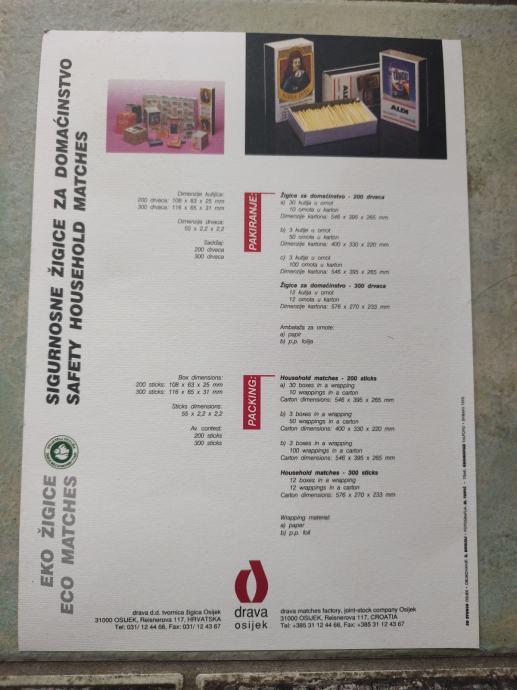 SIGURNOSNE ŽIGICE ZA DOMAĆINSTVO
SAFETY HOUSEHOLD MATCHES
EKO ŽIGICE
ECO MATCHES
ALDI
Dimenzije kutijice:
200 drvaca: 108 x 63 x 25 mm
300 drvaca: 116 x 65 x 31 mm
Dimenzija drvaca:
55 x 2,2 x 2,2
Sadržaj:
200 drvaca
300 drvaca
PAKIRANJE:
Žigice za domaćinstvo - 200 drvaca
a) 30 kutija u omot
10 omota u karton
Dimenzije kartona: 546 x 395 x 265 mm
b) 3 kutije u omot
50 omota u karton
Dimenzije kartona: 400 x 330 x 220 mm
c) 3 kutije u omot
100 omota u karton
Dimenzije kartona: 546 x 395 x 265 mm
Žigice za domaćinstvo - 300 drvaca
12 kutija u omot
12 omota u karton
Dimenzije kartona: 576 x 270 x 233 mm
Ambalaža za omote:
a) papir
b) p.p. folija
Box dimensions:
200 sticks: 108 x 63 x 25 mm
300 sticks: 116 x 65 x 31 mm
Sticks dimensions:
55 x 2,2 x 2,2
Av. contest:
200 sticks
300 sticks
PACKING:
Household matches - 200 sticks
a) 30 boxes in a wrapping
10 wrappings in a carton
Carton dimensions: 546 x 395 x 265 mm
b) 3 boxes in a wrapping
50 wrappings in a carton
Carton dimensions: 400 x 330 x 220 mm
b) 3 boxes in a wrapping
100 wrappings in a carton
Carton dimensions: 546 x 395 x 265 mm
Household matches - 300 sticks
12 boxes in a wrapping
12 wrappings in a carton
Carton dimensions: 576 x 270 x 233 mm
Wrapping material:
a) paper
b) p.p. foil
drava
osijek
drava d.d. tvornica žigica Osijek
31000 OSIJEK, Reisnerova 117, HRVATSKA
Tel: 031/ 12 44 66, Fax: 031/ 12 43 67
drava matches factory, joint-stock company Osijek
31000 OSIJEK, Reisnerova 117, CROATIA
Tel: +385 31 12 44 66, Fax: +385 31 12 43 67